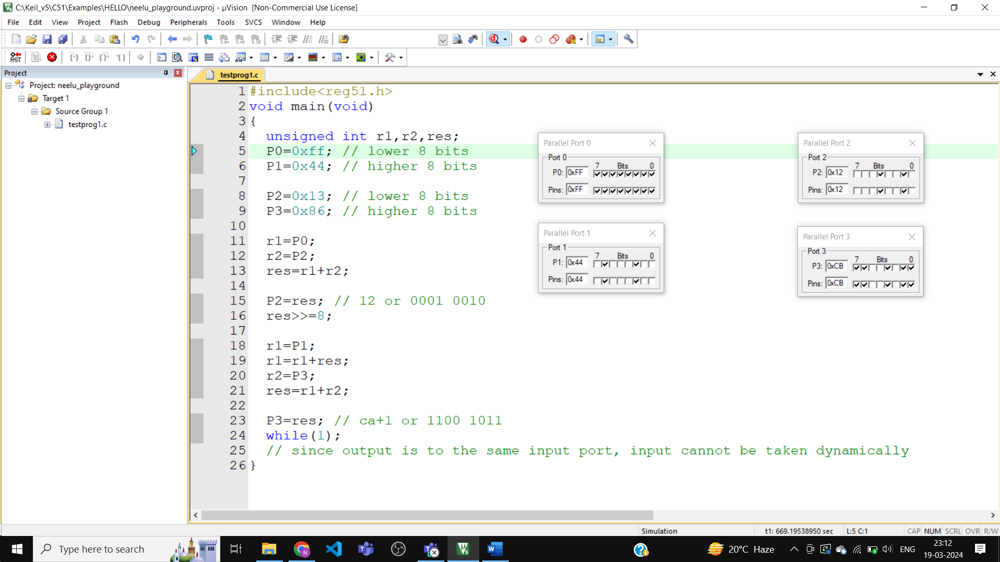 C:\Keil_v5\C51\Examples\HELLO\neelu_playground.uvproj - µVision  [Non-Commercial Use License]
File Edit View Project Flash Debug Peripherals Tools SVCS Window Help
RST
Project
Project: neelu_playground
Target 1
Source Group 1
testprog1.c
testprog1.c
1 #include<reg51.h>
2 void main(void)
3 {
4   unsigned int r1,r2,res;
5   P0=0xff; // lower 8 bits
6   P1=0x44; // higher 8 bits
7
8   P2=0x13; // lower 8 bits
9   P3=0x86; // higher 8 bits
10
11   r1=P0;
12   r2=P2;
13   res=r1+r2;
14
15   P2=res; // 12 or 0001 0010
16   res>>=8;
17
18   r1=P1;
19   r1=r1+res;
20   r2=P3;
21   res=r1+r2;
22
23   P3=res; // ca+1 or 1100 1011
24   while(1);
25   // since output is to the same input port, input cannot be taken dynamically
26 }
Parallel Port 0
Port 0
7 Bits 0
P0: 0xFF
Pins: 0xFF
Parallel Port 2
Port 2
7 Bits 0
P2: 0x12
Pins: 0x12
Parallel Port 1
Port 1
7 Bits 0
P1: 0x44
Pins: 0x44
Parallel Port 3
Port 3
7 Bits 0
P3: 0xCB
Pins: 0xCB
Simulation t1: 669.19538950 sec L:5 C:1 CAP NUM SCRL OVR R/W
Type here to search
20°C Haze
ENG
23:12
19-03-2024